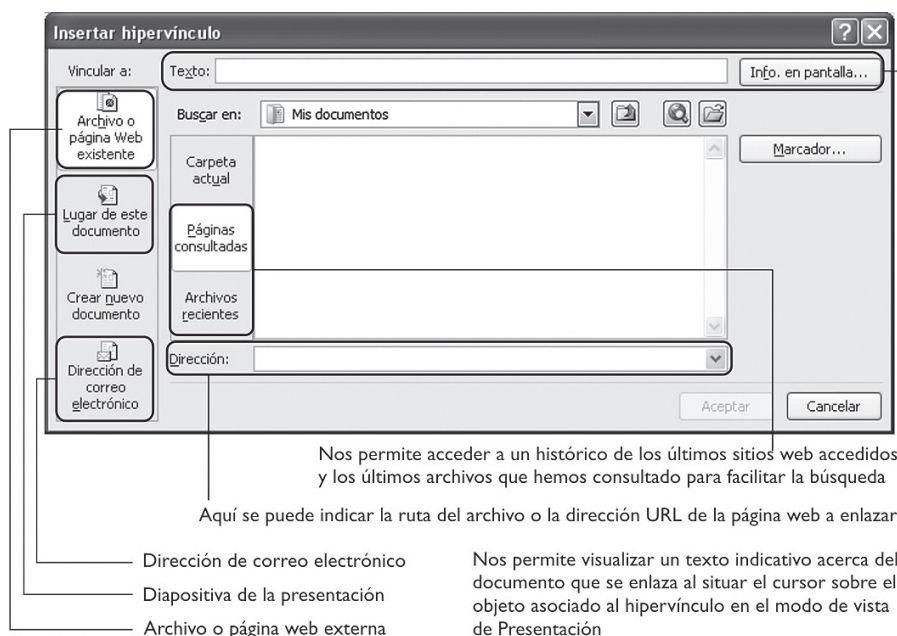 Insertar hipervínculo
Vincular a:
Texto:
Info. en pantalla...
Archivo o
página Web
existente
Buscar en:
Mis documentos
Marcador...
Carpeta
actual
Lugar de este
documento
Páginas
consultadas
Crear nuevo
documento
Archivos
recientes
Dirección de
correo
electrónico
Dirección:
Aceptar
Cancelar
Nos permite acceder a un histórico de los últimos sitios web accedidos
y los últimos archivos que hemos consultado para facilitar la búsqueda
Aquí se puede indicar la ruta del archivo o la dirección URL de la página web a enlazar
Dirección de correo electrónico
Diapositiva de la presentación
Archivo o página web externa
Nos permite visualizar un texto indicativo acerca del
documento que se enlaza al situar el cursor sobre el
objeto asociado al hipervínculo en el modo de vista
de Presentación